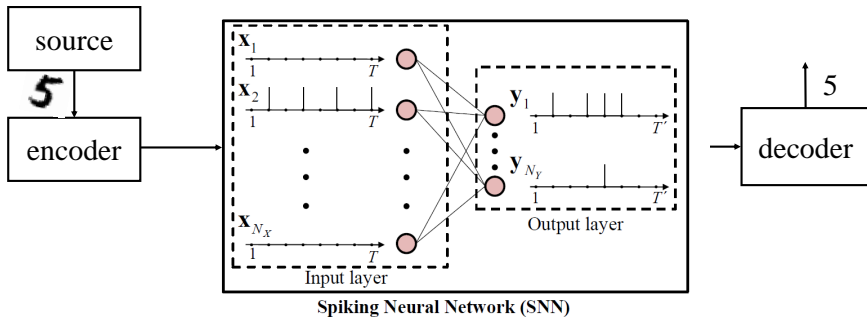 source
5
encoder
x1
1
T
x2
1
T
xNX
1
T
Input layer
y1
1
T′
yNY
1
T′
Output layer
Spiking Neural Network (SNN)
5
decoder